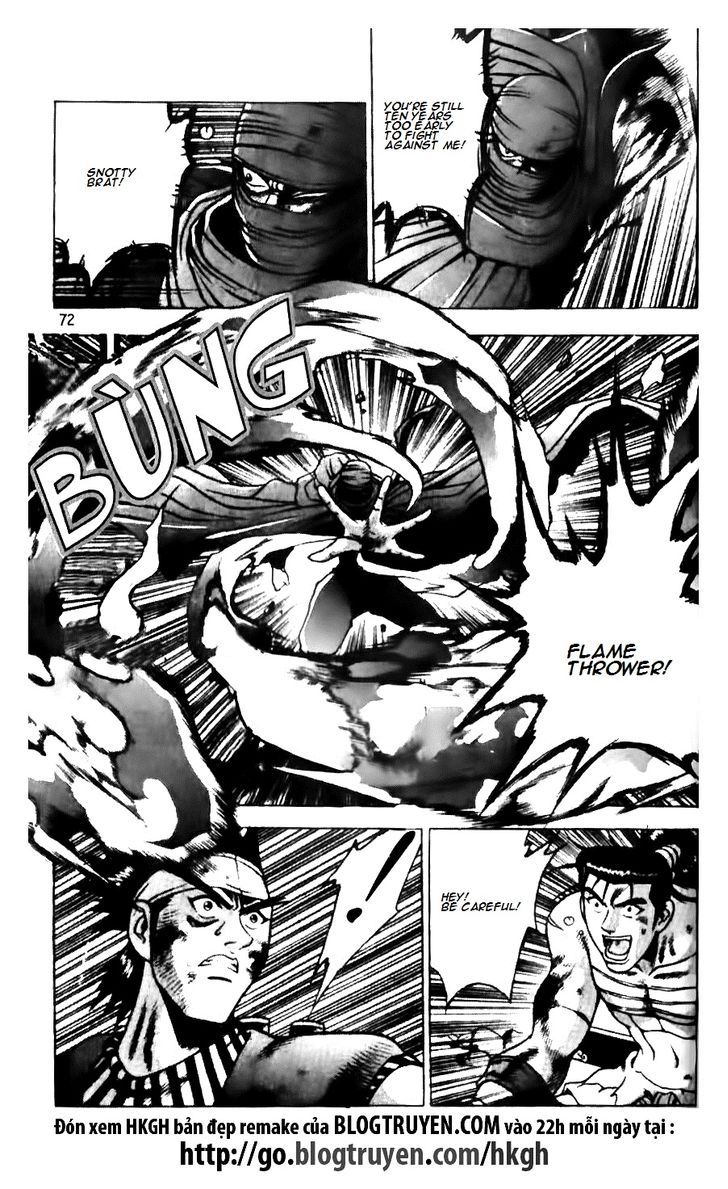 SNOTTY
BRAT!
YOU'RE STILL
TEN YEARS
TOO EARLY
TO FIGHT
AGAINST ME!
72
BÙNG
FLAME
THROWER!
!
HEY!
BE CAREFUL!
Đón xem HKGH bản đẹp remake của BLOGTRUYEN.COM vào 22h mỗi ngày tại :
http://go.blogtruyen.com/hkgh